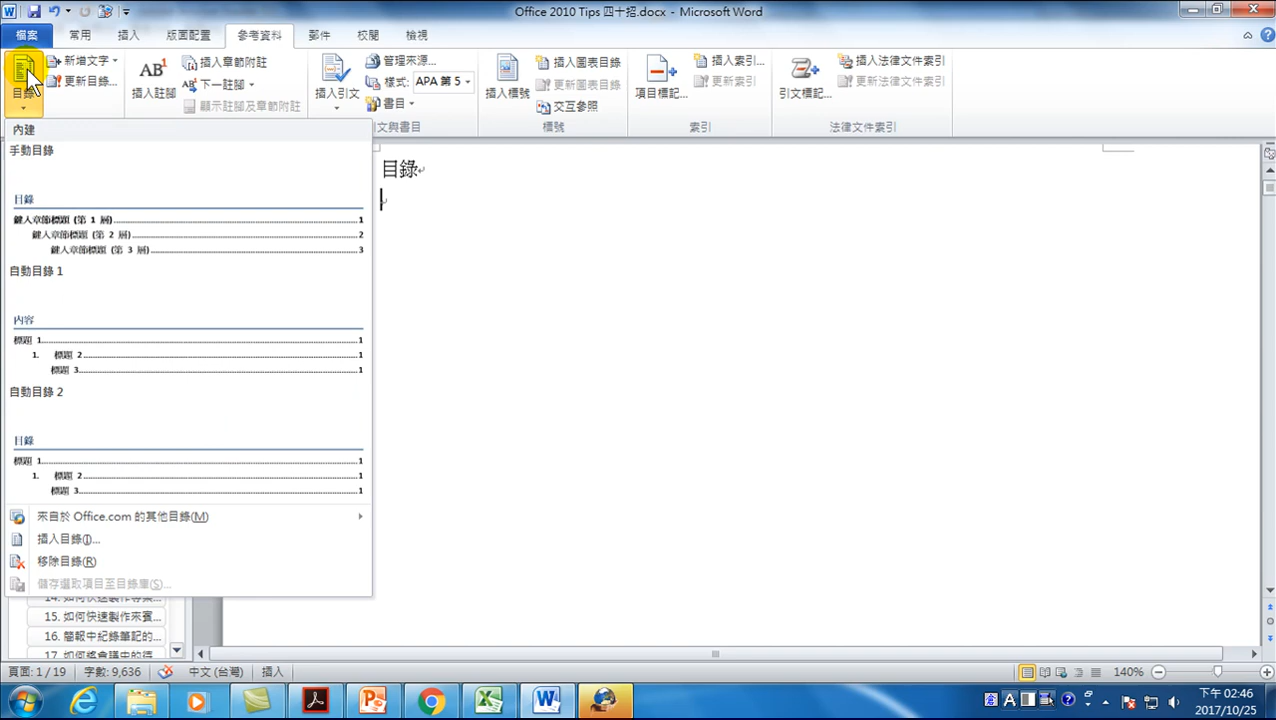 Office 2010 Tips 四十招.docx - Microsoft Word
檔案 常用 插入 版面配置 參考資料 郵件 校閱 檢視
目錄 新增文字 更新目錄...
插入註腳 插入章節附註 下一註腳 顯示註腳及章節附註
插入引文 管理來源... 樣式: APA 第 5 書目
插入標號 插入圖表目錄 更新圖表目錄 交互參照
項目標記... 插入索引... 更新索引
引文標記... 插入法律文件索引 更新法律文件索引
文與書目 標號 索引 法律文件索引
內建
手動目錄
目錄
鍵入章節標題 (第 1 層) 1
鍵入章節標題 (第 2 層) 2
鍵入章節標題 (第 3 層) 3
自動目錄 1
內容
標題 1 1
1. 標題 2 1
標題 3 1
自動目錄 2
目錄
標題 1 1
1. 標題 2 1
標題 3 1
來自於 Office.com 的其他目錄(M)
插入目錄(I)...
移除目錄(R)
儲存選取項目至目錄庫(S)...
目錄
15. 如何快速製作來賓...
16. 簡報中紀錄筆記的...
頁面: 1 / 19 字數: 9,636 中文 (台灣) 插入 140%
下午 02:46
2017/10/25